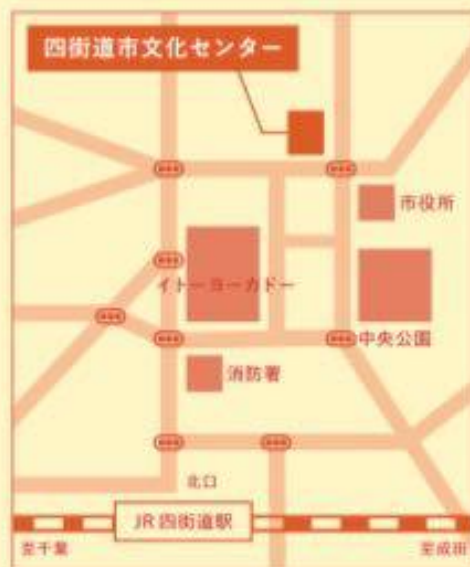 四街道市文化センター
市役所
イトーヨーカドー
中央公園
消防署
北口
JR四街道駅
至千葉
至成田